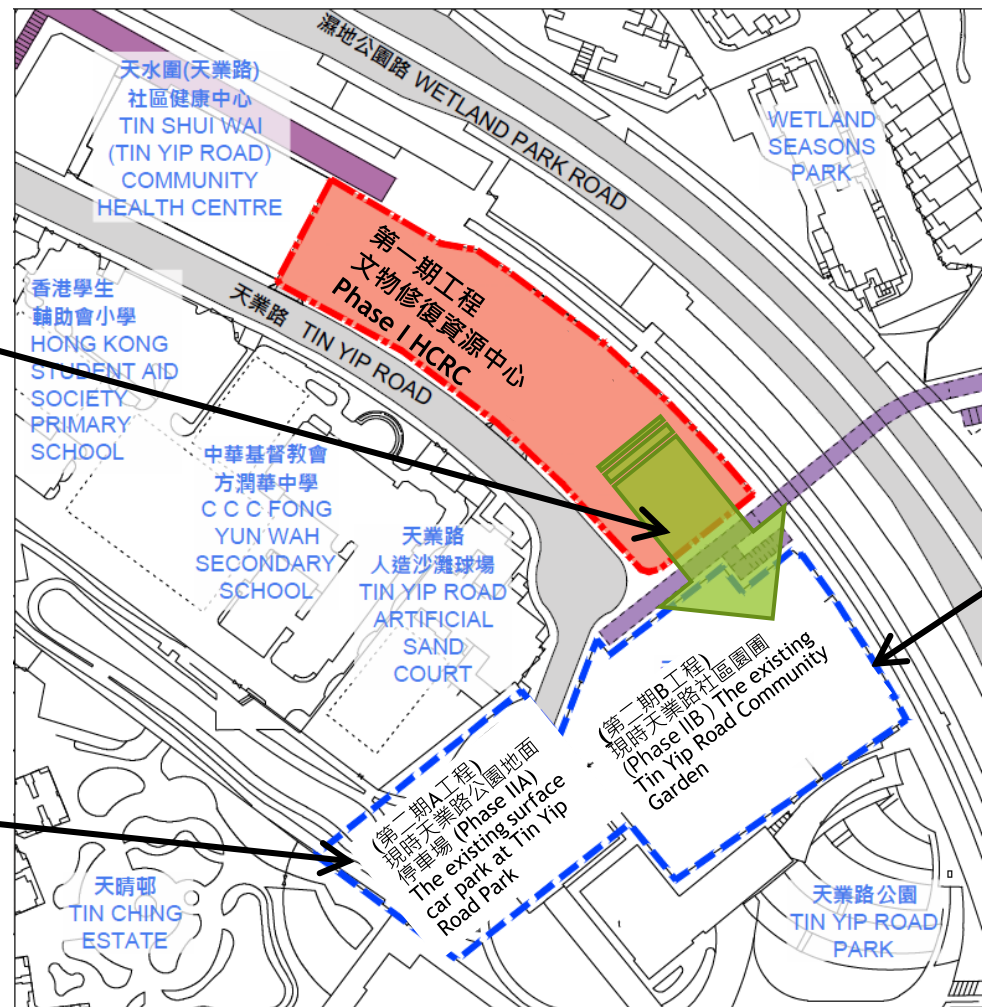 濕地公園路 WETLAND PARK ROAD
天水圍(天業路)
社區健康中心
TIN SHUI WAI
(TIN YIP ROAD)
COMMUNITY
HEALTH CENTRE
WETLAND
SEASONS
PARK
第一期工程
文物修復資源中心
Phase I HCRC
天業路 TIN YIP ROAD
香港學生
輔助會小學
HONG KONG
STUDENT AID
SOCIETY
PRIMARY
SCHOOL
中華基督教會
方潤華中學
C C C FONG
YUN WAH
SECONDARY
SCHOOL
天業路
人造沙灘球場
TIN YIP ROAD
ARTIFICIAL
SAND
COURT
(第二期B工程)
現時天業路社區園圃
(Phase IIB) The existing
Tin Yip Road Community
Garden
(第二期A工程)
現時天業路公園地面
停車場 (Phase IIA)
The existing surface
car park at Tin Yip
Road Park
天晴邨
TIN CHING
ESTATE
天業路公園
TIN YIP ROAD
PARK